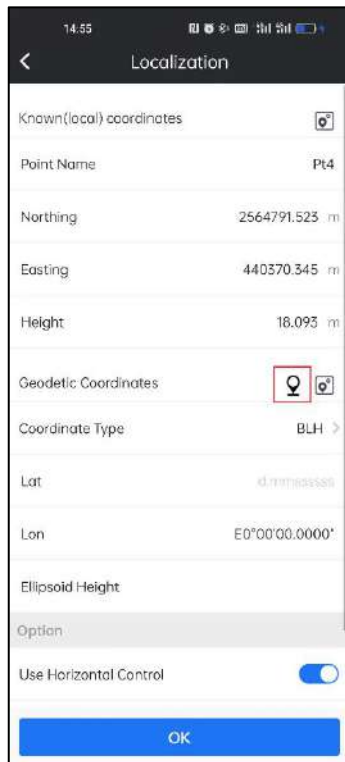 14:55
Localization
Known(local) coordinates
Point Name Pt4
Northing 2564791.523 m
Easting 440370.345 m
Height 18.093 m
Geodetic Coordinates
Coordinate Type BLH >
Lat d.mmssssss
Lon E0°00'00.0000"
Ellipsoid Height
Option
Use Horizontal Control
OK